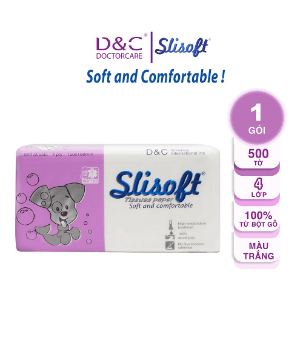 D&C
DOCTORCARE
Slisoft
Soft and Comfortable !
1
GÓI
500
TỜ
4
LỚP
100%
TỪ BỘT GỖ
MÀU
TRẮNG
D&C
Slisoft
Tissues paper
Soft and comfortable